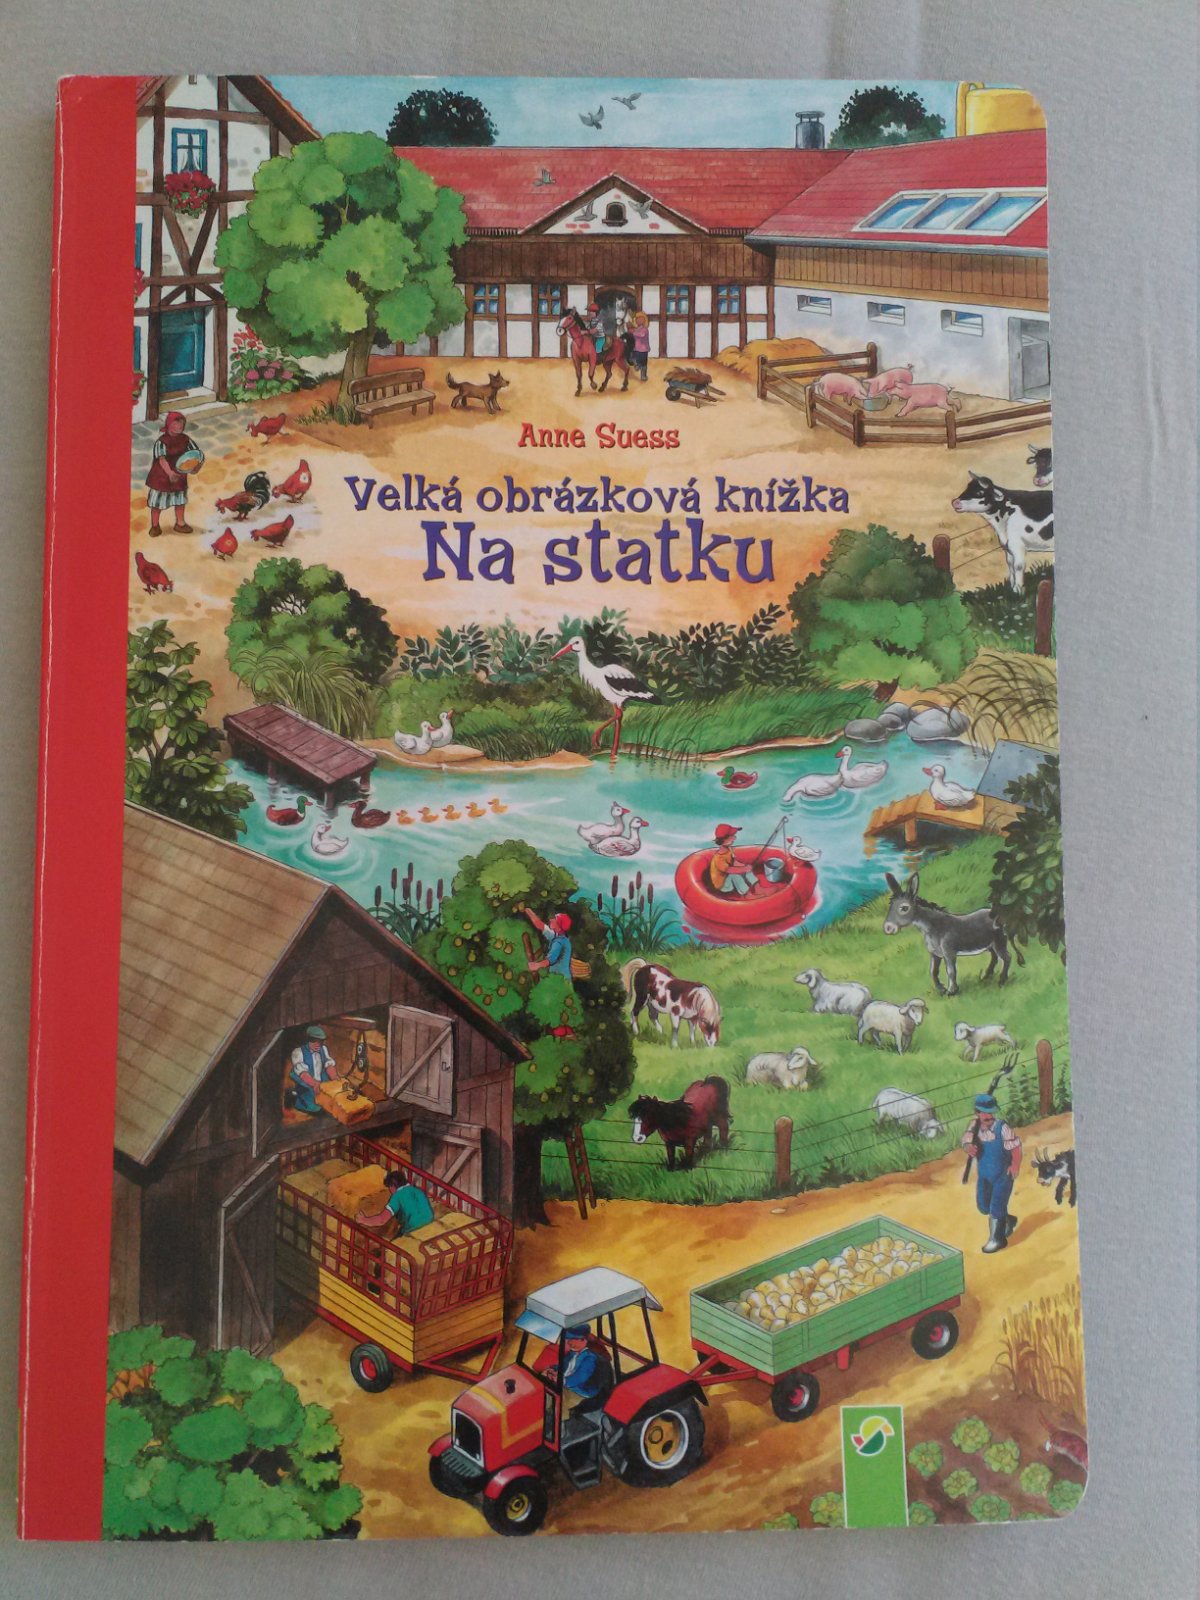 Anne Suess
Velká obrázková knížka
Na statku